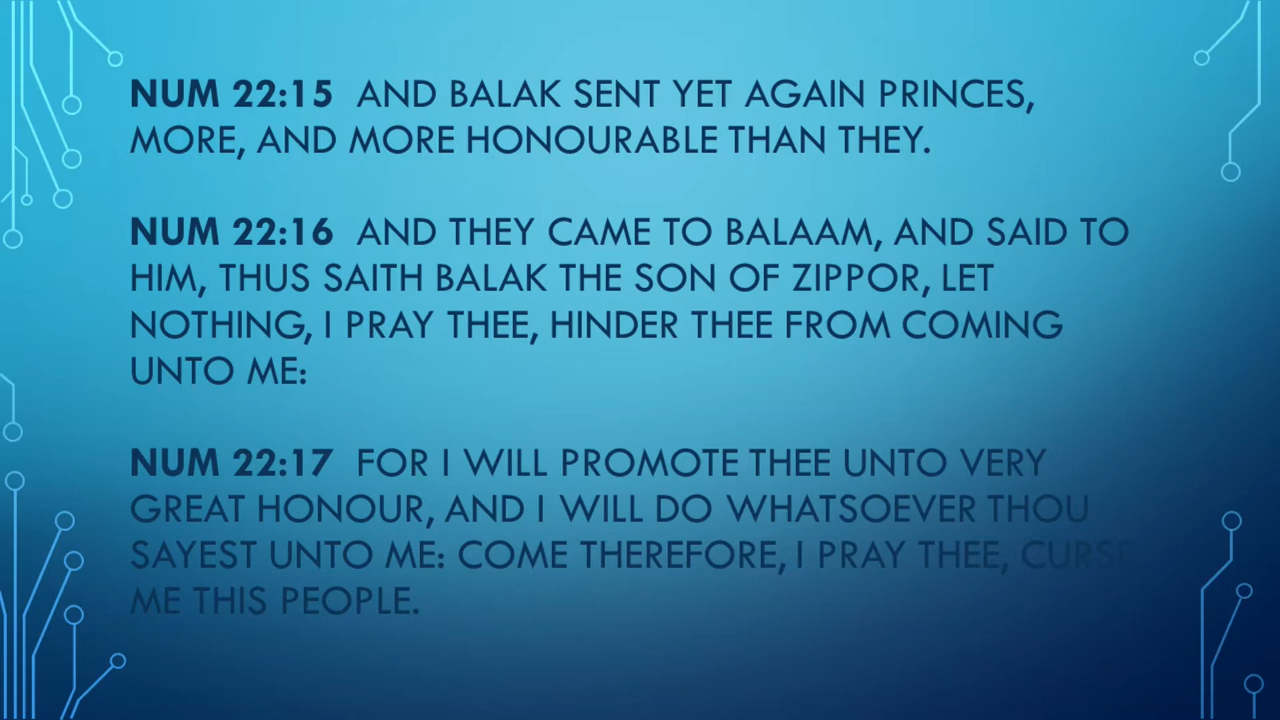 NUM 22:15 AND BALAK SENT YET AGAIN PRINCES,
MORE, AND MORE HONOURABLE THAN THEY.
NUM 22:16 AND THEY CAME TO BALAAM, AND SAID TO
HIM, THUS SAITH BALAK THE SON OF ZIPPOR, LET
NOTHING, I PRAY THEE, HINDER THEE FROM COMING
UNTO ME:
NUM 22:17 FOR I WILL PROMOTE THEE UNTO VERY
GREAT HONOUR, AND I WILL DO WHATSOEVER THOU
SAYEST UNTO ME: COME THEREFORE, I PRAY THEE, CURSE
ME THIS PEOPLE.